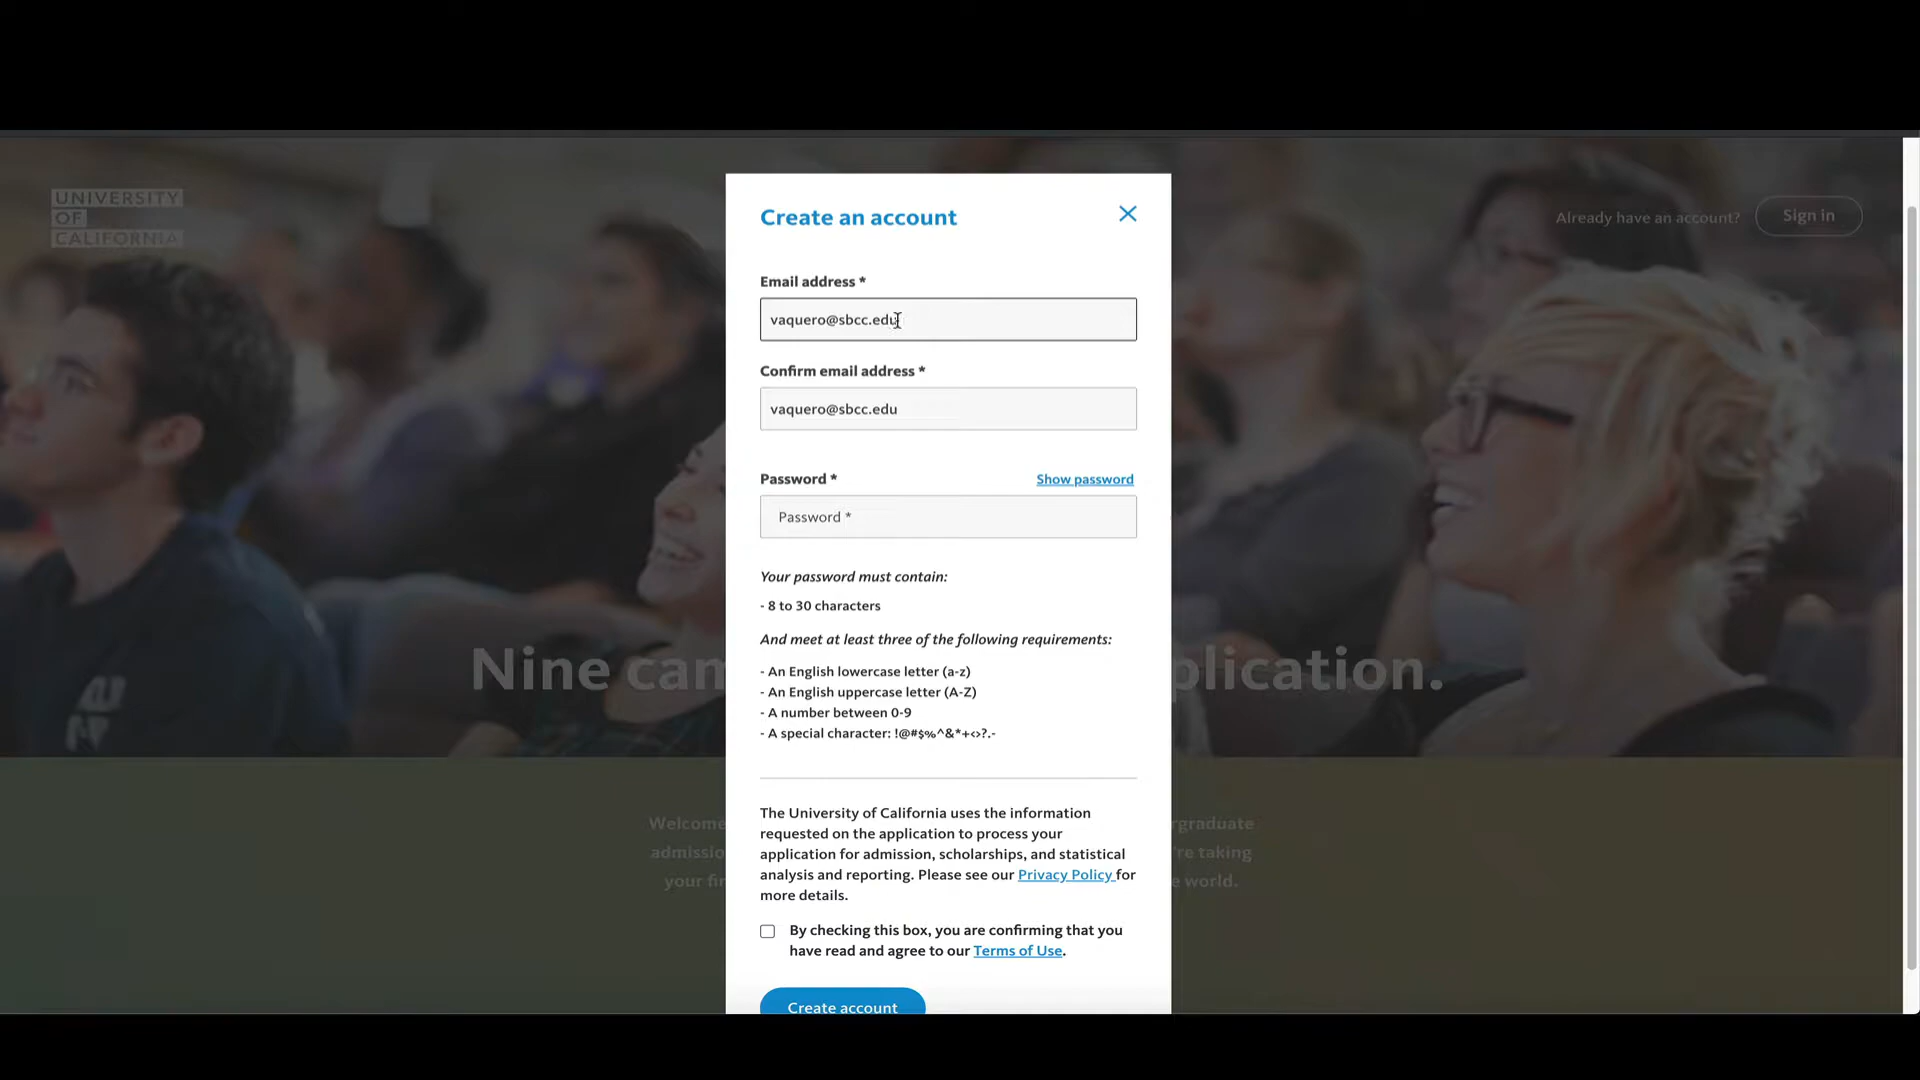 UNIVERSITY
OF
CALIFORNIA
Already have an account?
Sign in
Create an account
Email address *
vaquero@sbcc.edu
Confirm email address *
vaquero@sbcc.edu
Password *
Show password
Password *
Your password must contain:
- 8 to 30 characters
And meet at least three of the following requirements:
- An English lowercase letter (a-z)
- An English uppercase letter (A-Z)
- A number between 0-9
- A special character: !@#$%^&*+<>?.-
Nine cam
plication.
The University of California uses the information
requested on the application to process your
application for admission, scholarships, and statistical
analysis and reporting. Please see our Privacy Policy for
more details.
Welcome
rgraduate
admissio
're taking
your fir
e world.
By checking this box, you are confirming that you
have read and agree to our Terms of Use.
Create account